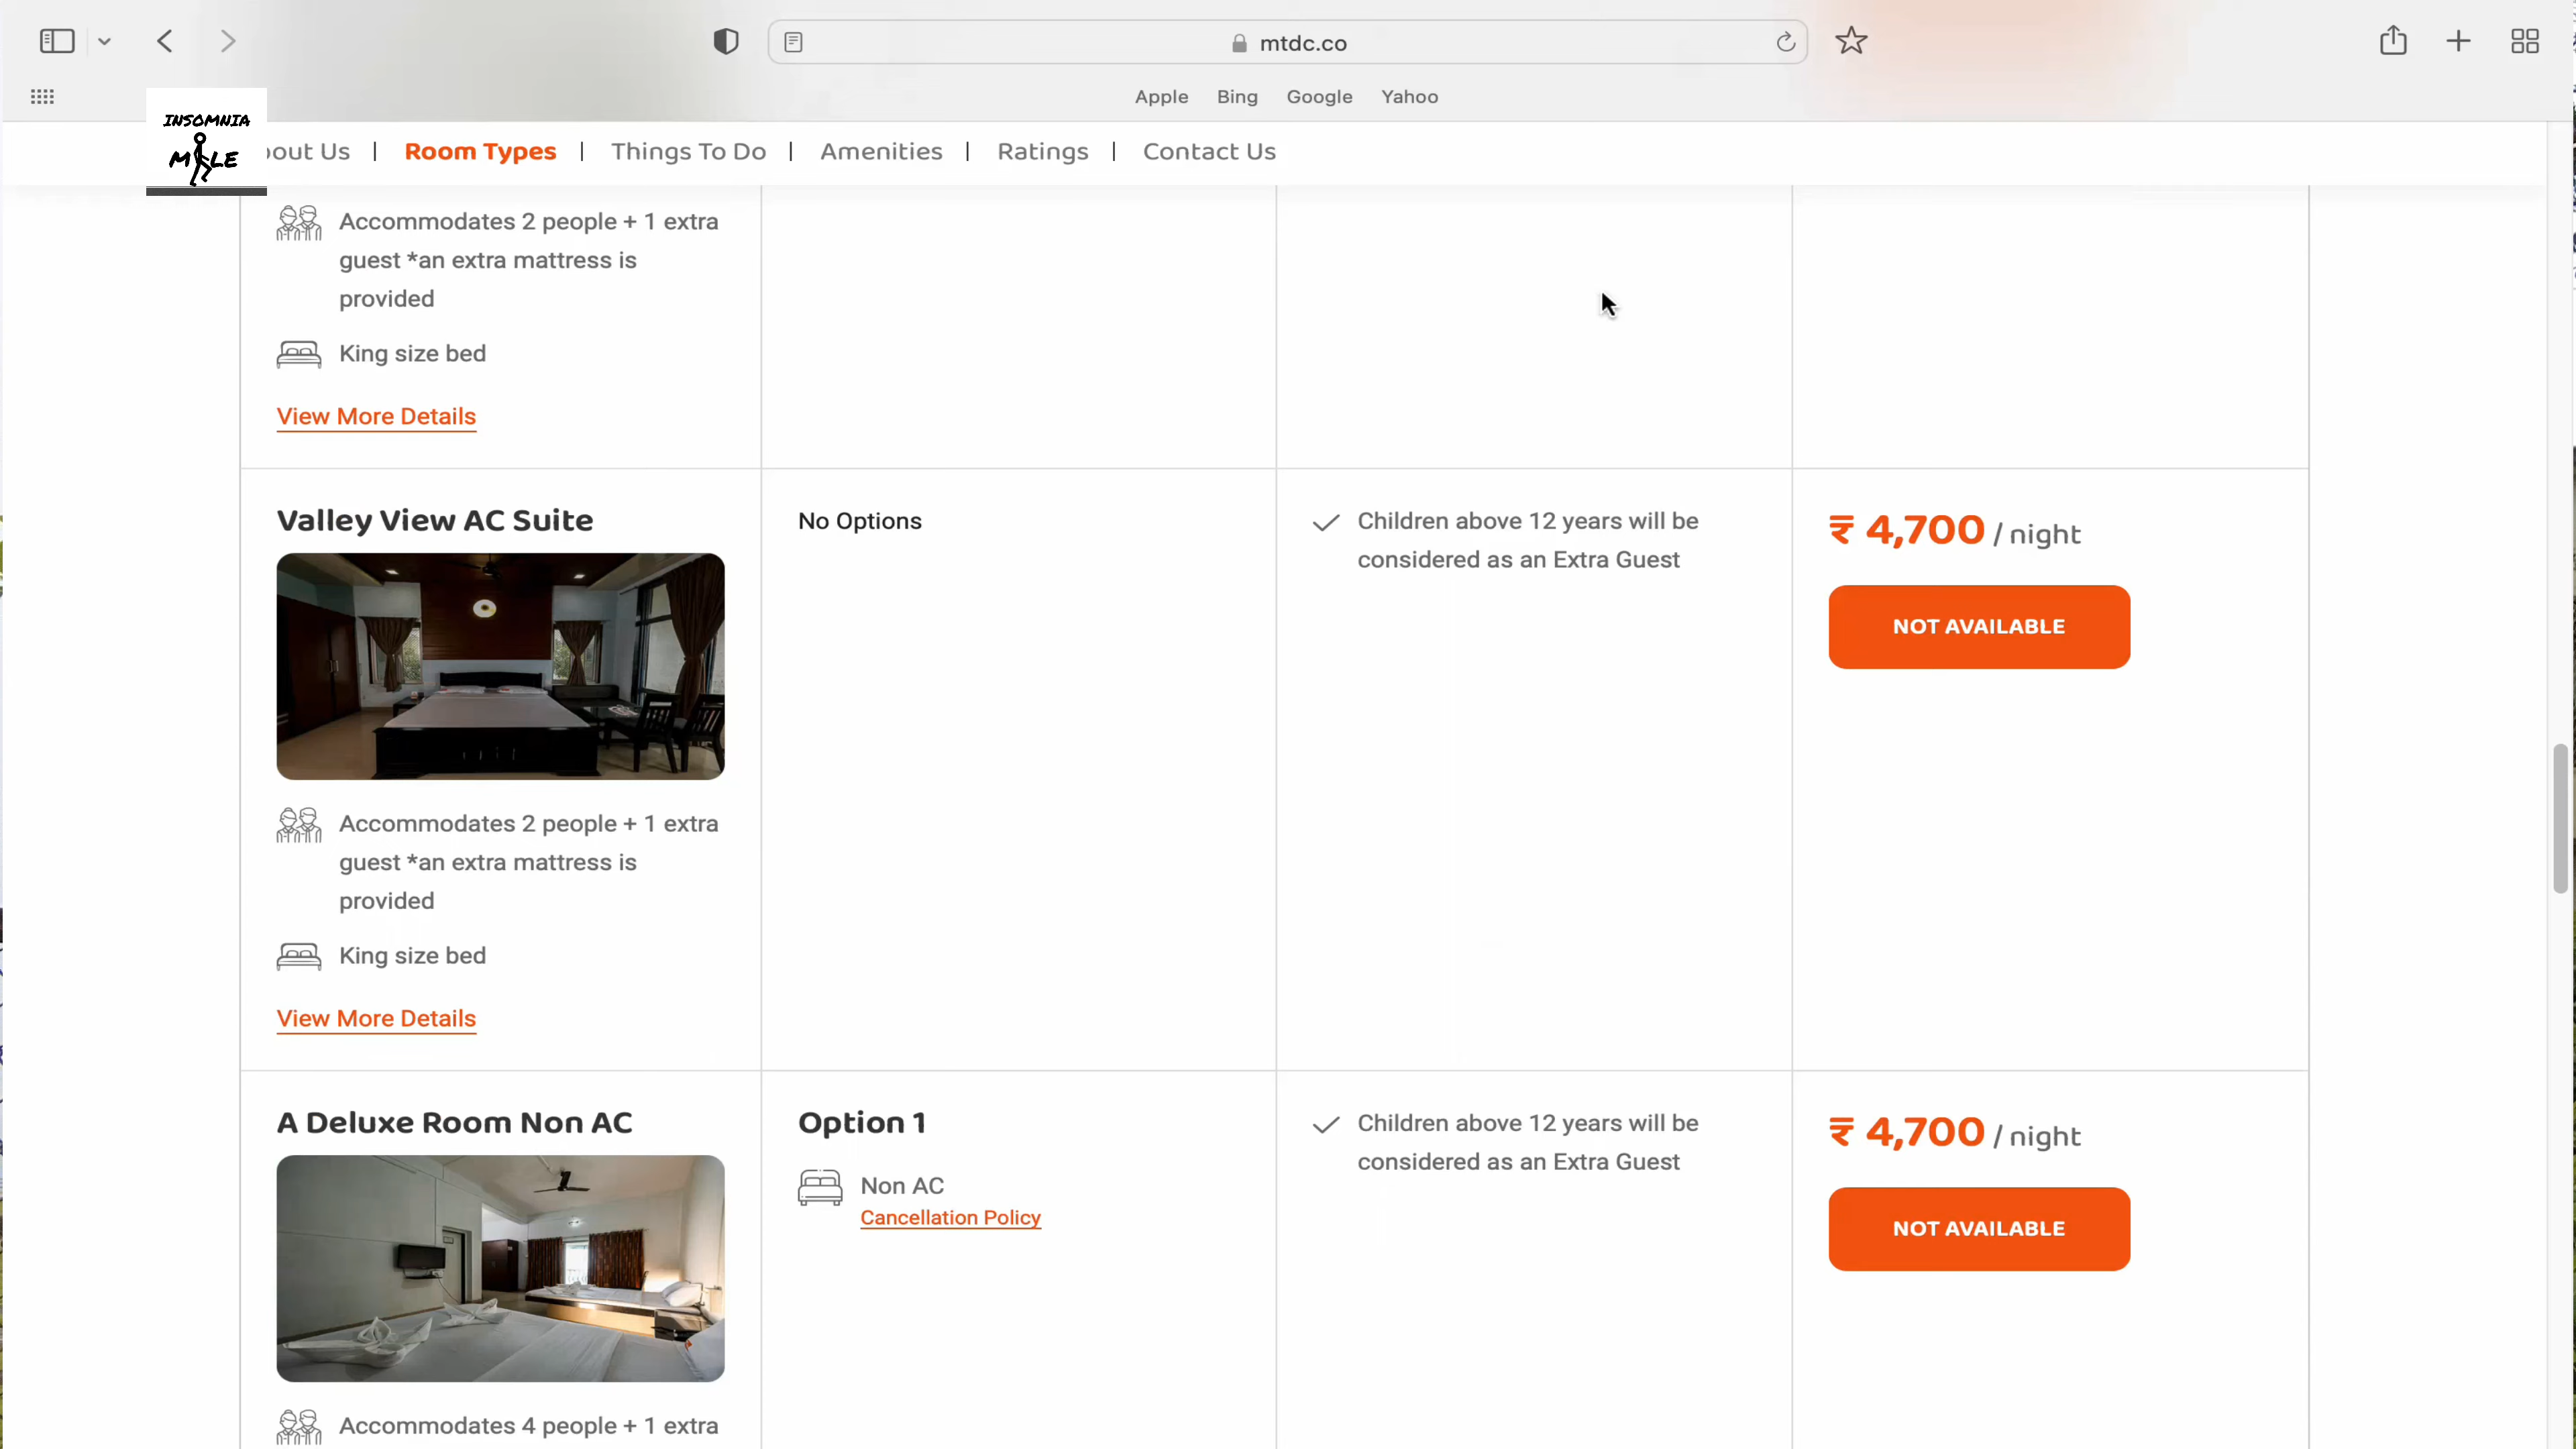 mtdc.co
Apple Bing Google Yahoo
INSOMNIA
MILE
bout Us | Room Types | Things To Do | Amenities | Ratings | Contact Us
Accommodates 2 people + 1 extra
guest *an extra mattress is
provided
King size bed
View More Details
Valley View AC Suite
No Options
Children above 12 years will be
considered as an Extra Guest
₹ 4,700 / night
NOT AVAILABLE
Accommodates 2 people + 1 extra
guest *an extra mattress is
provided
King size bed
View More Details
A Deluxe Room Non AC
Option 1
Non AC
Cancellation Policy
Children above 12 years will be
considered as an Extra Guest
₹ 4,700 / night
NOT AVAILABLE
Accommodates 4 people + 1 extra